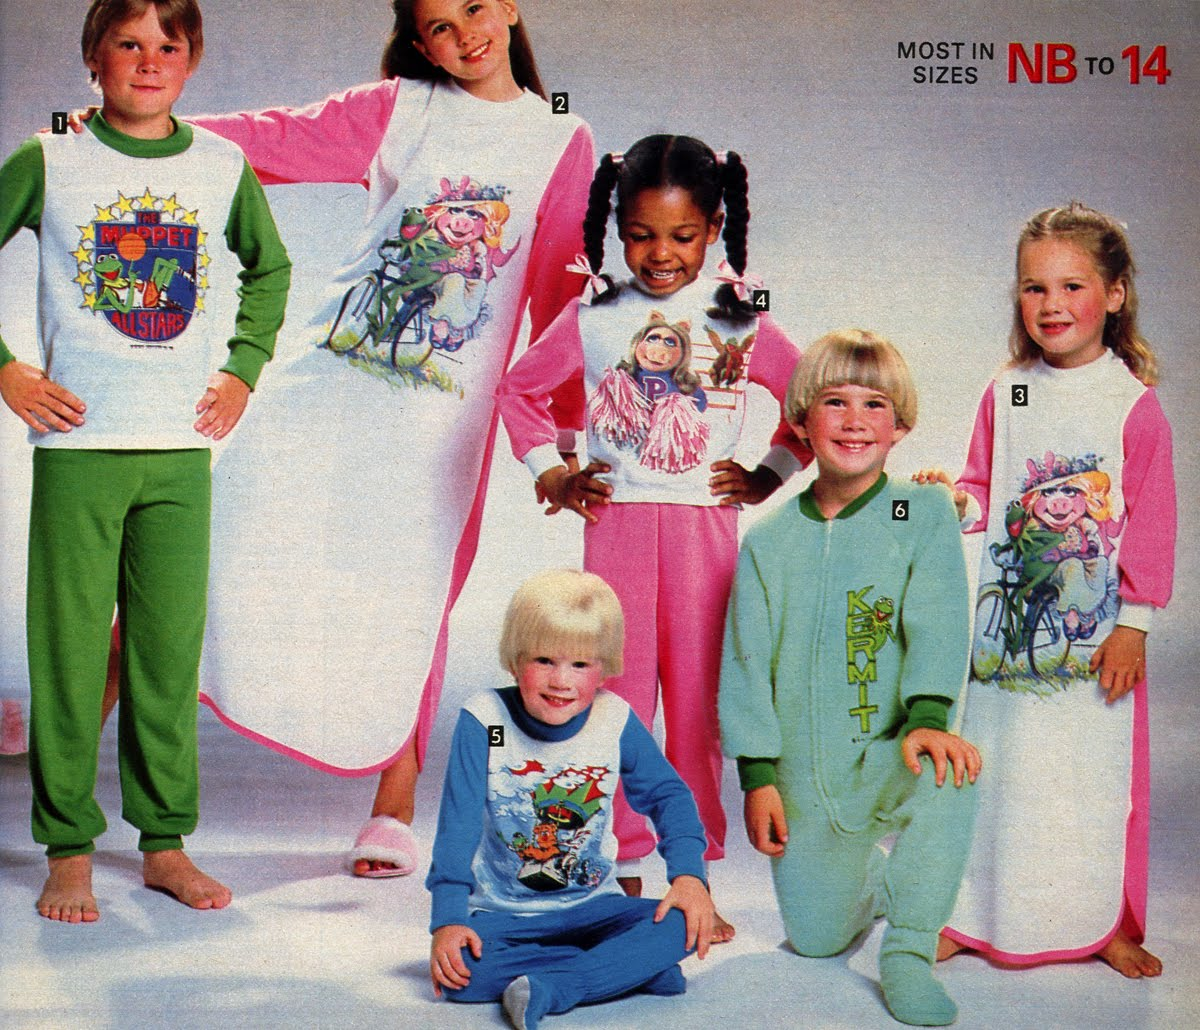 MOST IN
SIZES
NB TO 14
1
2
THE
MUPPET
ALLSTARS
4
P
3
6
KERMIT
5